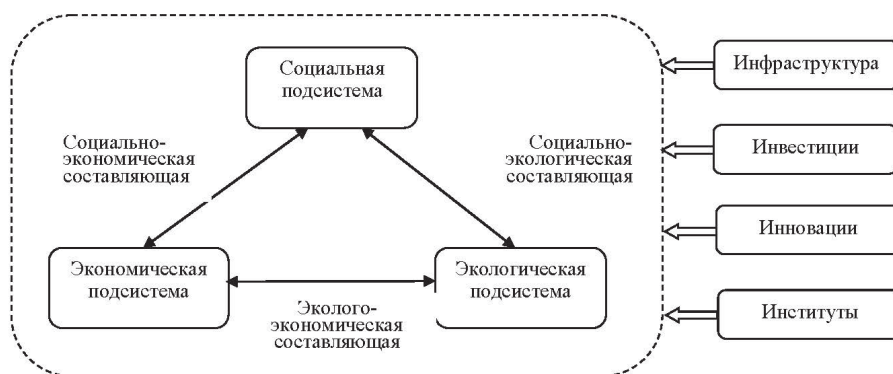 Социальная
подсистема
Социально-
экономическая
составляющая
Социально-
экологическая
составляющая
Экономическая
подсистема
Экологическая
подсистема
Эколого-
экономическая
составляющая
Инфраструктура
Инвестиции
Инновации
Институты